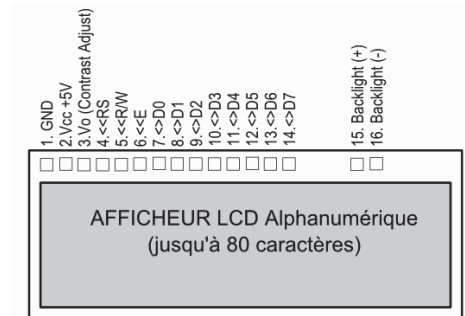 1. GND
2.Vcc +5V
3.Vo (Contrast Adjust)
4.<<RS
5.<<R/W
6.<<E
7.<>D0
8.<>D1
9.<>D2
10.<>D3
11.<>D4
12.<>D5
13.<>D6
14.<>D7
15. Backlight (+)
16. Backlight (-)
AFFICHEUR LCD Alphanumérique
(jusqu'à 80 caractères)